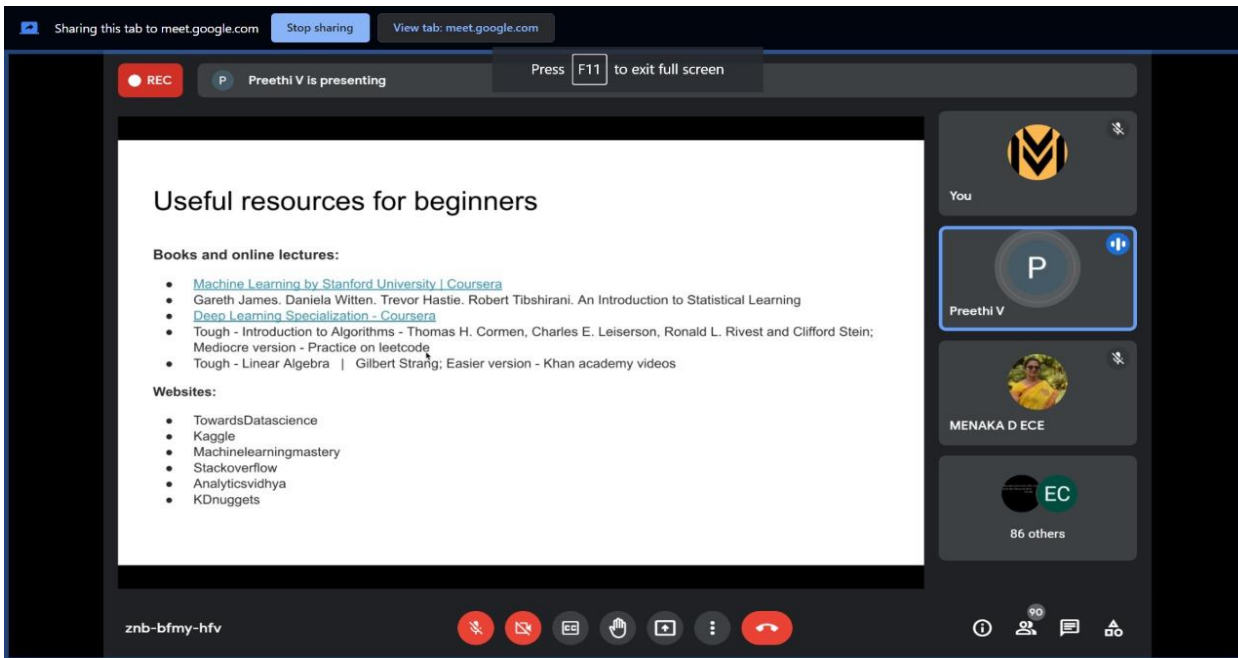 Sharing this tab to meet.google.com Stop sharing View tab: meet.google.com
Press F11 to exit full screen
REC P Preethi V is presenting
Useful resources for beginners
Books and online lectures:
● Machine Learning by Stanford University | Coursera
● Gareth James. Daniela Witten. Trevor Hastie. Robert Tibshirani. An Introduction to Statistical Learning
● Deep Learning Specialization - Coursera
● Tough - Introduction to Algorithms - Thomas H. Cormen, Charles E. Leiserson, Ronald L. Rivest and Clifford Stein;
Mediocre version - Practice on leetcode
● Tough - Linear Algebra | Gilbert Strang; Easier version - Khan academy videos
Websites:
● TowardsDatascience
● Kaggle
● Machinelearningmastery
● Stackoverflow
● Analyticsvidhya
● KDnuggets
You
P
Preethi V
MENAKA D ECE
EC
86 others
znb-bfmy-hfv
CC
90